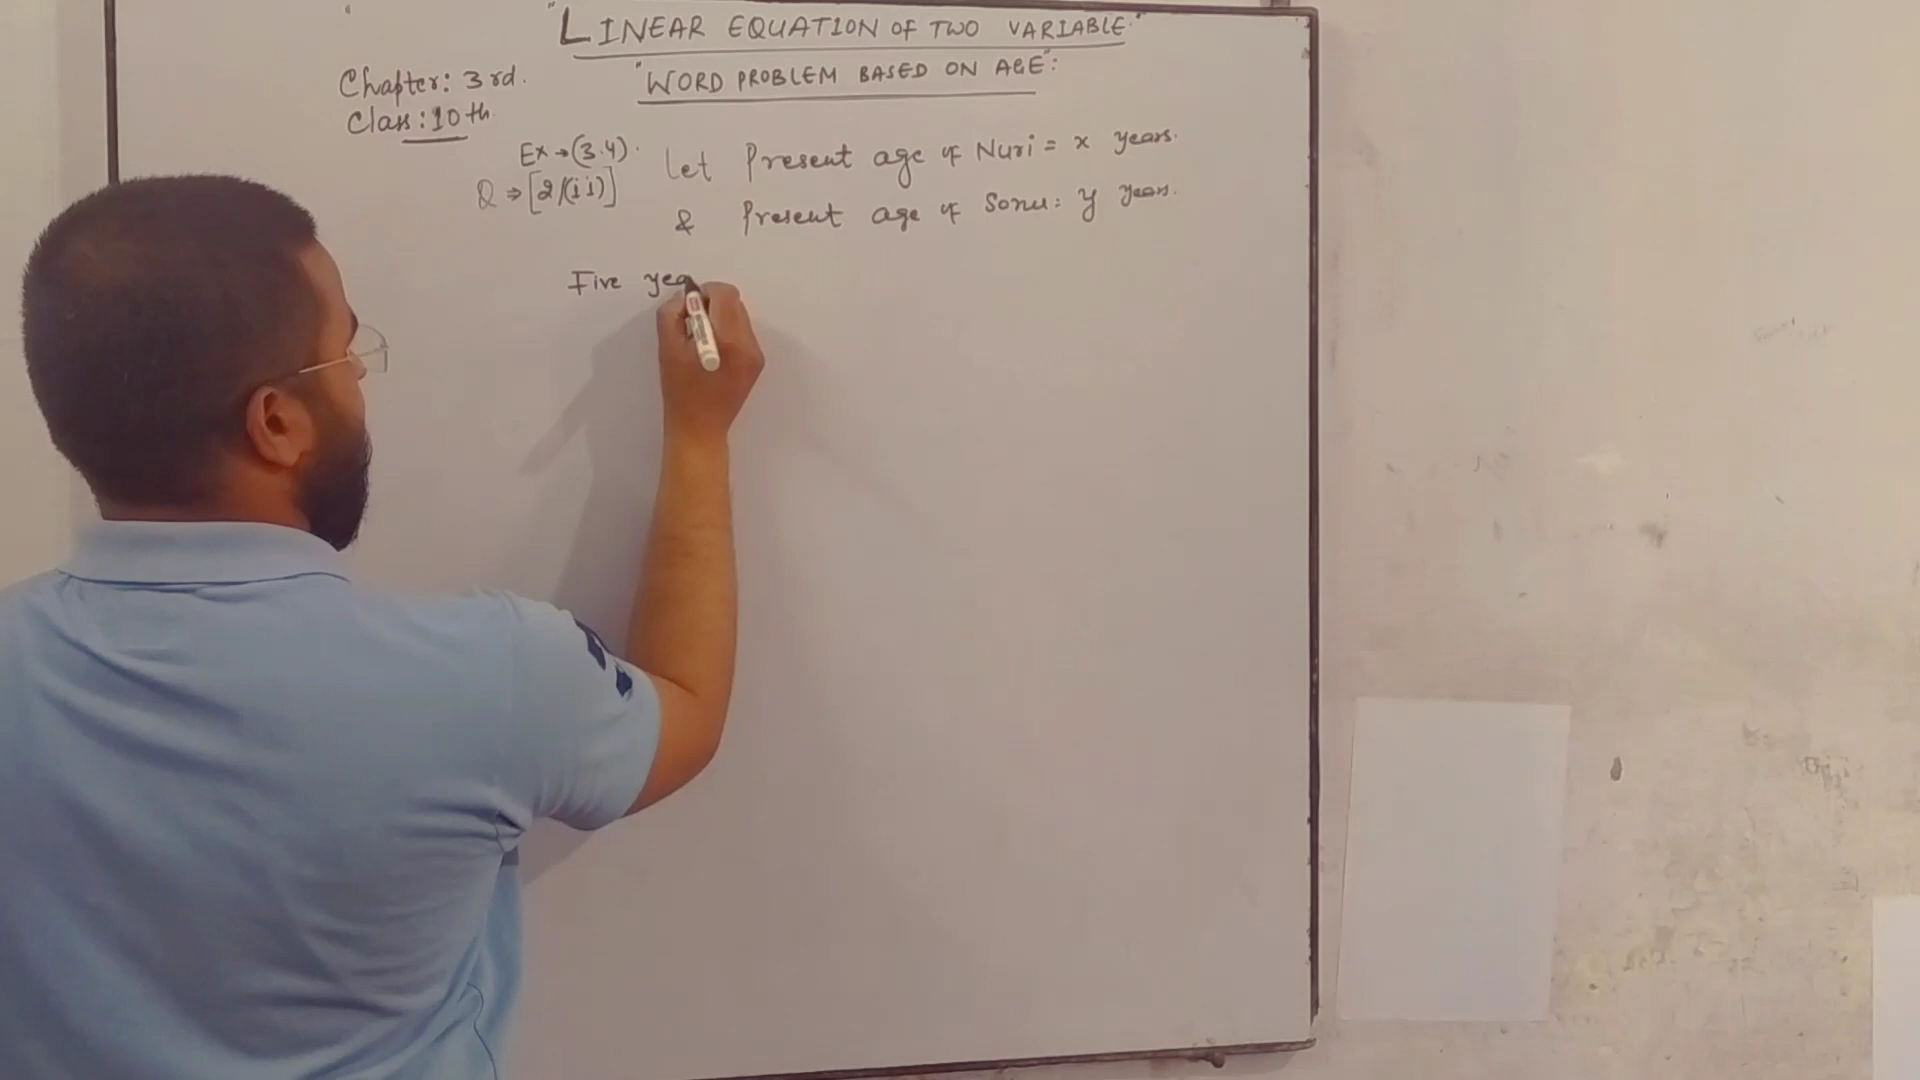 "LINEAR EQUATION OF TWO VARIABLE."
"WORD PROBLEM BASED ON AGE":
Chapter: 3rd.
Class: 10th.
Ex→(3.4).
Q⇒[2/(ii)]
Let Present age of Nuri = x years.
& Present age of Sonu = y years.
Five yea